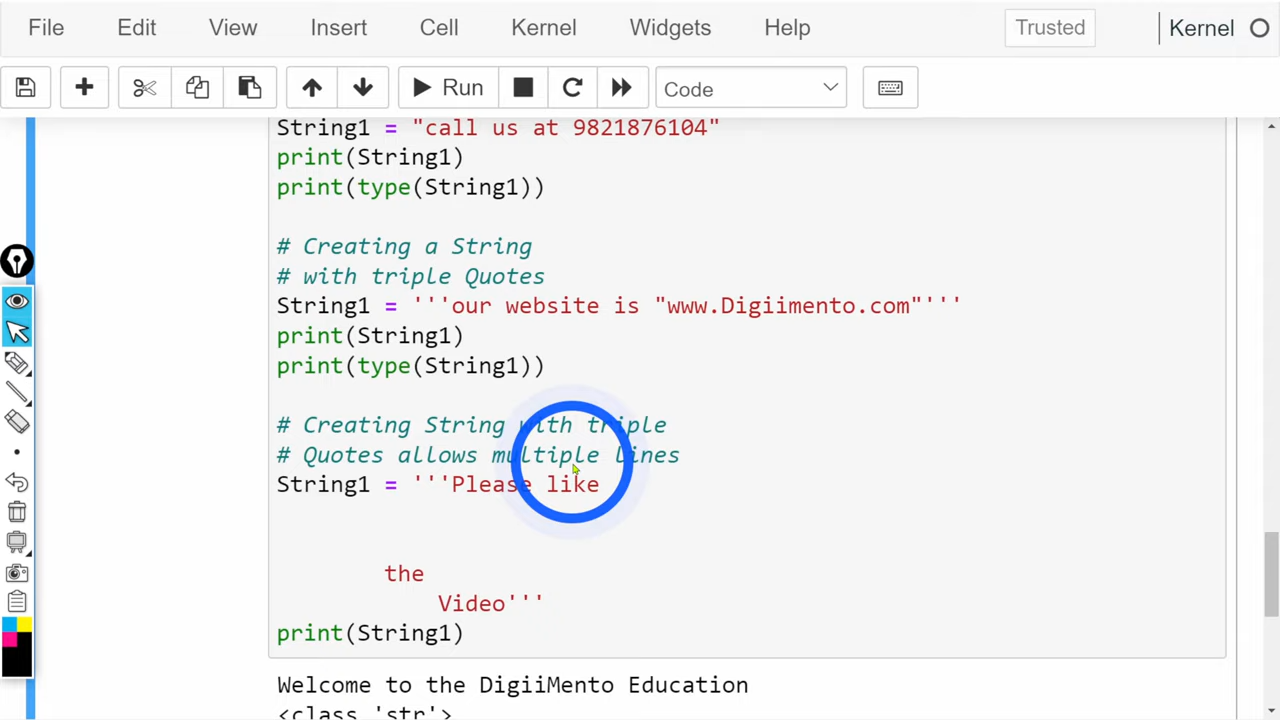 File Edit View Insert Cell Kernel Widgets Help Trusted Kernel
Run Code
String1 = "call us at 9821876104"
print(String1)
print(type(String1))
# Creating a String
# with triple Quotes
String1 = '''our website is "www.Digiimento.com"'''
print(String1)
print(type(String1))
# Creating String with triple
# Quotes allows multiple lines
String1 = '''Please like
the
Video'''
print(String1)
Welcome to the DigiiMento Education
<class 'str'>